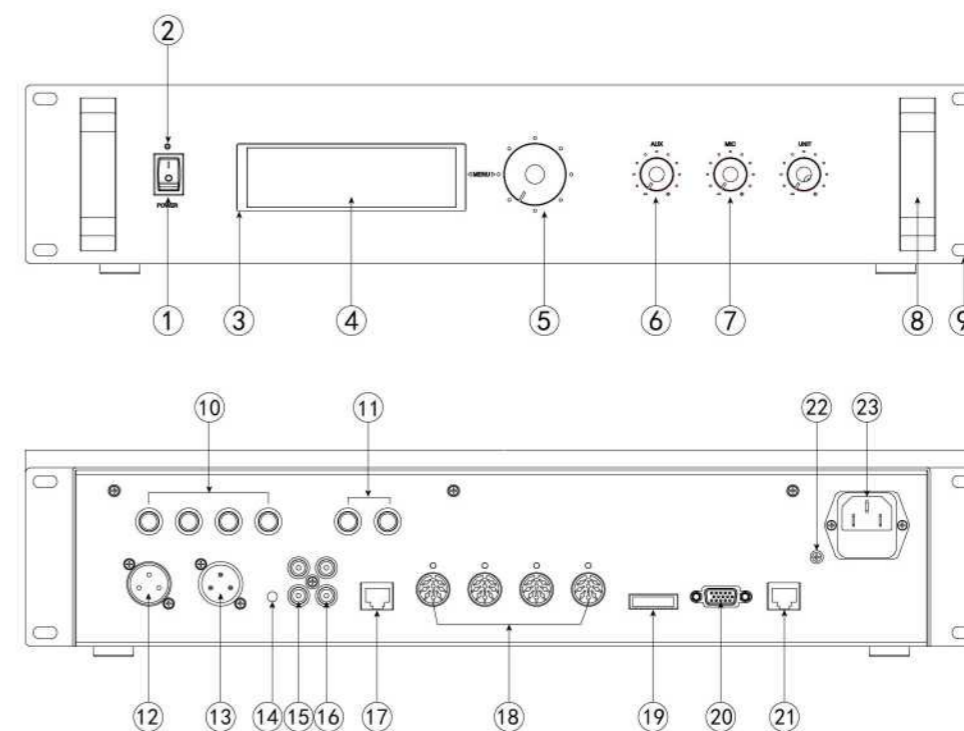 ②
AUX MIC UNIT
◁MENU▷
POWER
① ③ ④ ⑤ ⑥ ⑦ ⑧ ⑨
⑩ ⑪ ㉒ ㉓
⑫ ⑬ ⑭ ⑮ ⑯ ⑰ ⑱ ⑲ ⑳ ㉑